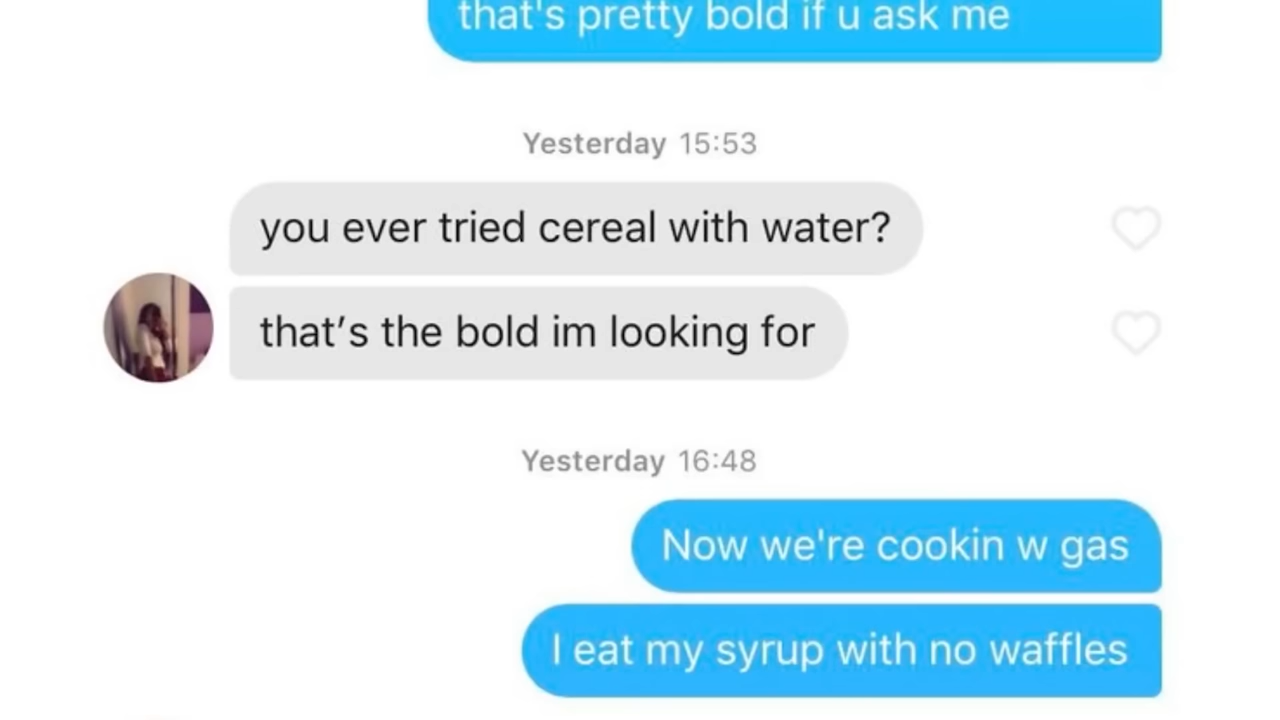 that's pretty bold if u ask me
Yesterday 15:53
you ever tried cereal with water?
that’s the bold im looking for
Yesterday 16:48
Now we're cookin w gas
I eat my syrup with no waffles